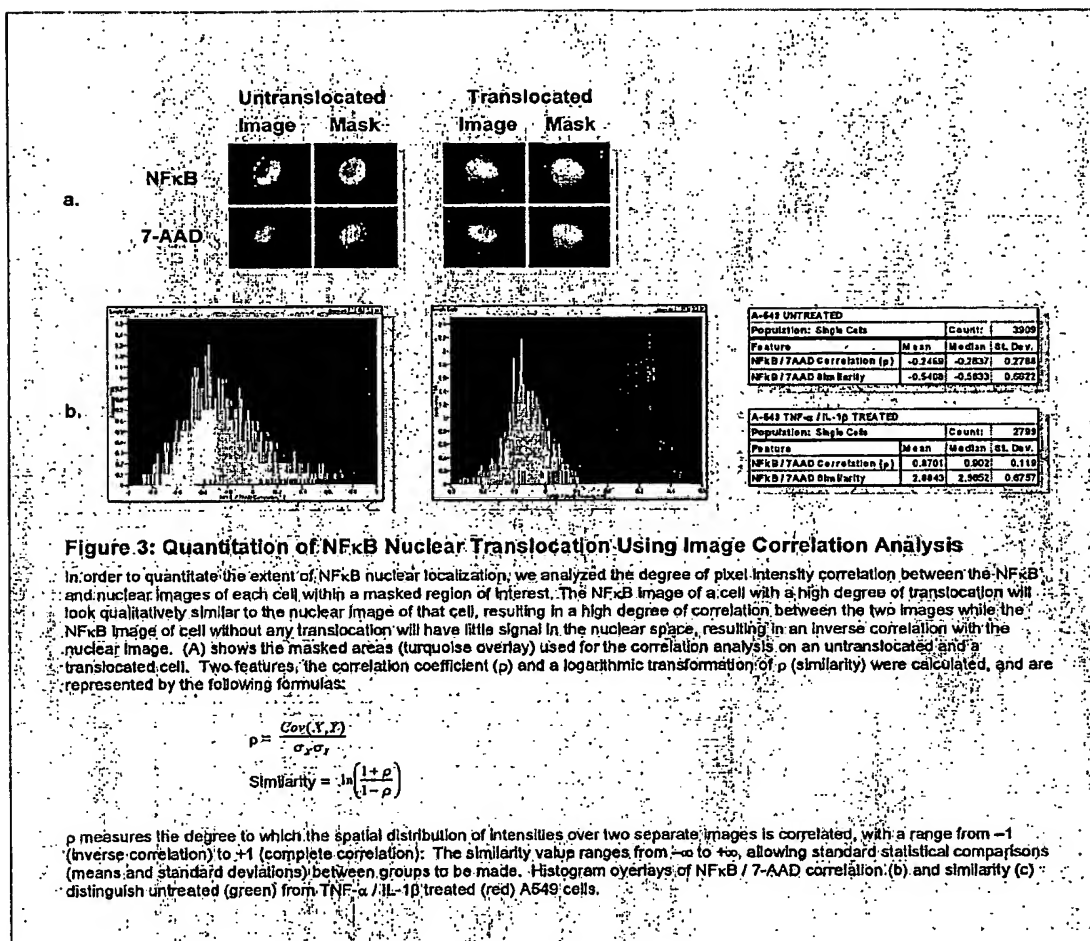 Untranslocated Translocated
Image Mask Image Mask
NFκB
a.
7-AAD
b.
A-549 UNTREATED
Population: Single Cells Count: 3909
Feature Mean Median St. Dev.
NFkB / 7AAD Correlation (ρ) -0.2469 -0.2837 0.2788
NFkB / 7AAD Similarity
A-549 TNF-α / IL-1β TREATED
Population: Single Cells Count: 2799
Feature Mean Median St. Dev.
NFkB / 7AAD Correlation (ρ) 0.8701 0.902 0.119
NFkB / 7AAD Similarity 0.6757
Figure 3: Quantitation of NFκB Nuclear Translocation Using Image Correlation Analysis
In order to quantitate the extent of NFκB nuclear localization, we analyzed the degree of pixel intensity correlation between the NFκB
and nuclear images of each cell within a masked region of interest. The NFκB image of a cell with a high degree of translocation will
look qualitatively similar to the nuclear image of that cell, resulting in a high degree of correlation between the two images while the
NFκB image of cell without any translocation will have little signal in the nuclear space, resulting in an inverse correlation with the
nuclear image. (A) shows the masked areas (turquoise overlay) used for the correlation analysis on an untranslocated and a
translocated cell. Two features, the correlation coefficient (ρ) and a logarithmic transformation of ρ (similarity) were calculated, and are
represented by the following formulas:
ρ = Cov(X,Y) / σXσY
Similarity = ln((1+ρ)/(1-ρ))
ρ measures the degree to which the spatial distribution of intensities over two separate images is correlated, with a range from –1
(inverse correlation) to +1 (complete correlation). The similarity value ranges from –∞ to +∞, allowing standard statistical comparisons
(means and standard deviations) between groups to be made. Histogram overlays of NFκB / 7-AAD correlation (b) and similarity (c)
distinguish untreated (green) from TNF-α / IL-1β treated (red) A549 cells.